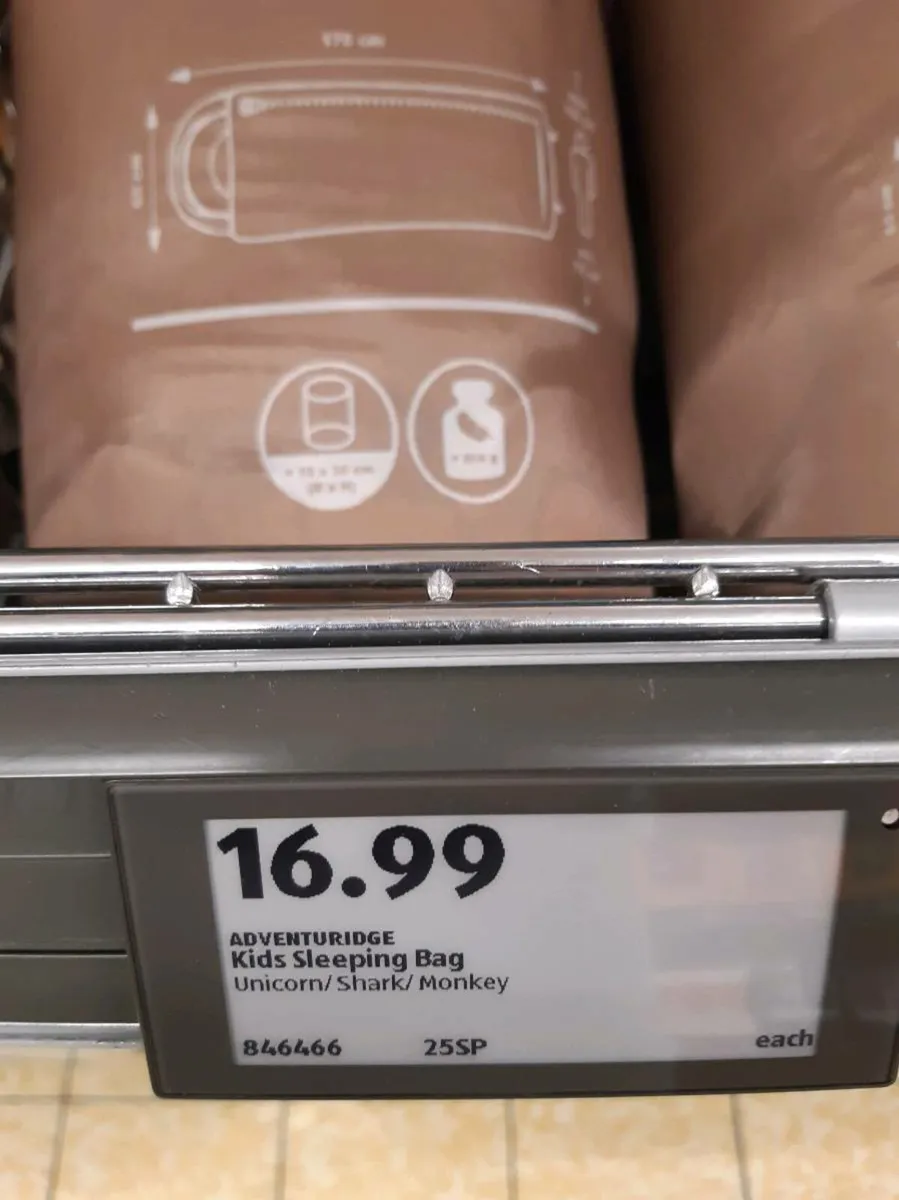 16.99
ADVENTURIDGE
Kids Sleeping Bag
Unicorn/ Shark/ Monkey
846466 25SP each